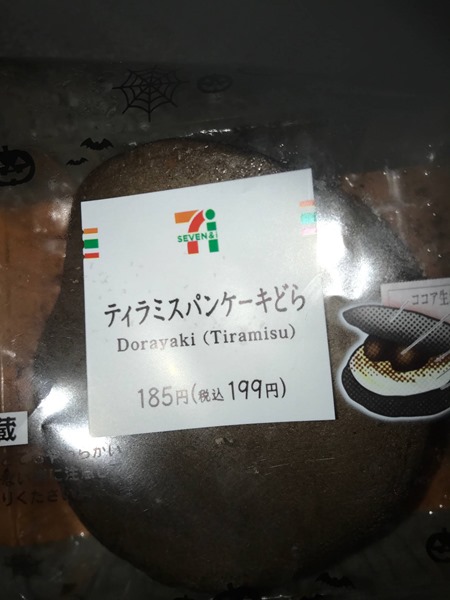 SEVEN&i
ティラミスパンケーキどら
Dorayaki (Tiramisu)
185円(税込199円)
ココア生
蔵